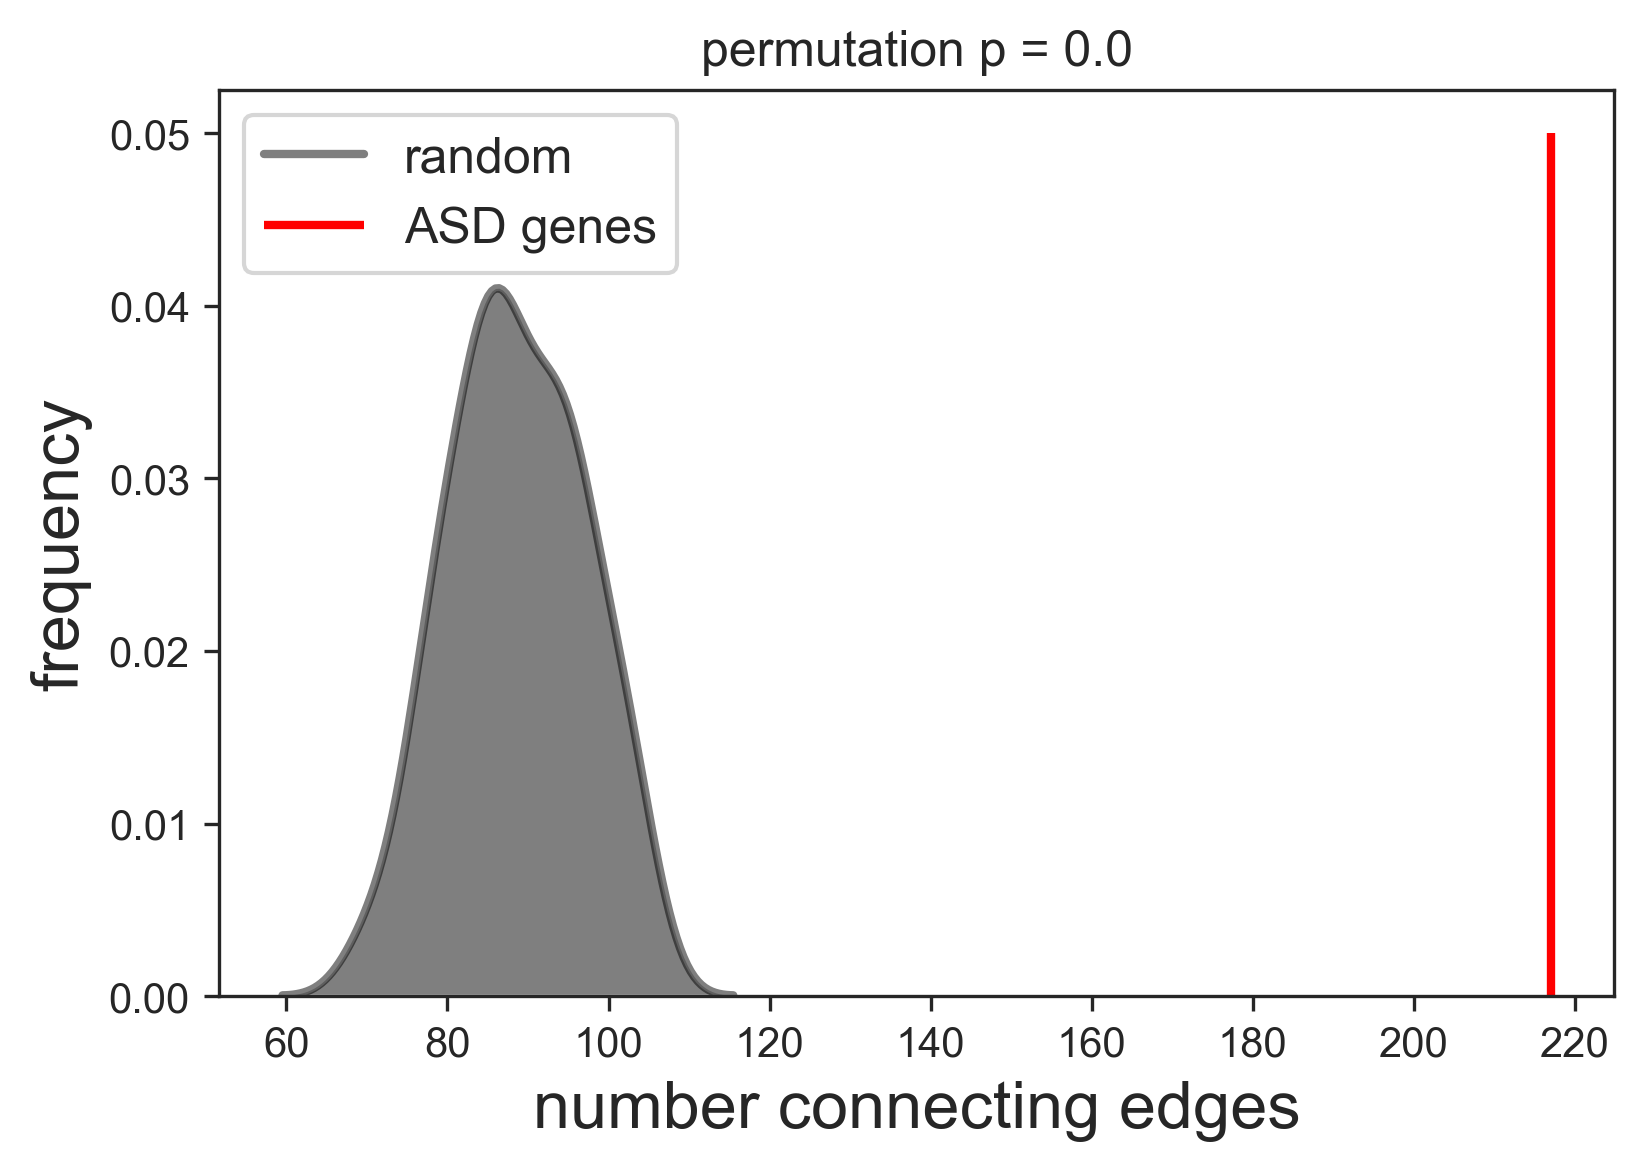 permutation p = 0.0
random
ASD genes
frequency
0.05
0.04
0.03
0.02
0.01
0.00
60 80 100 120 140 160 180 200 220
number connecting edges